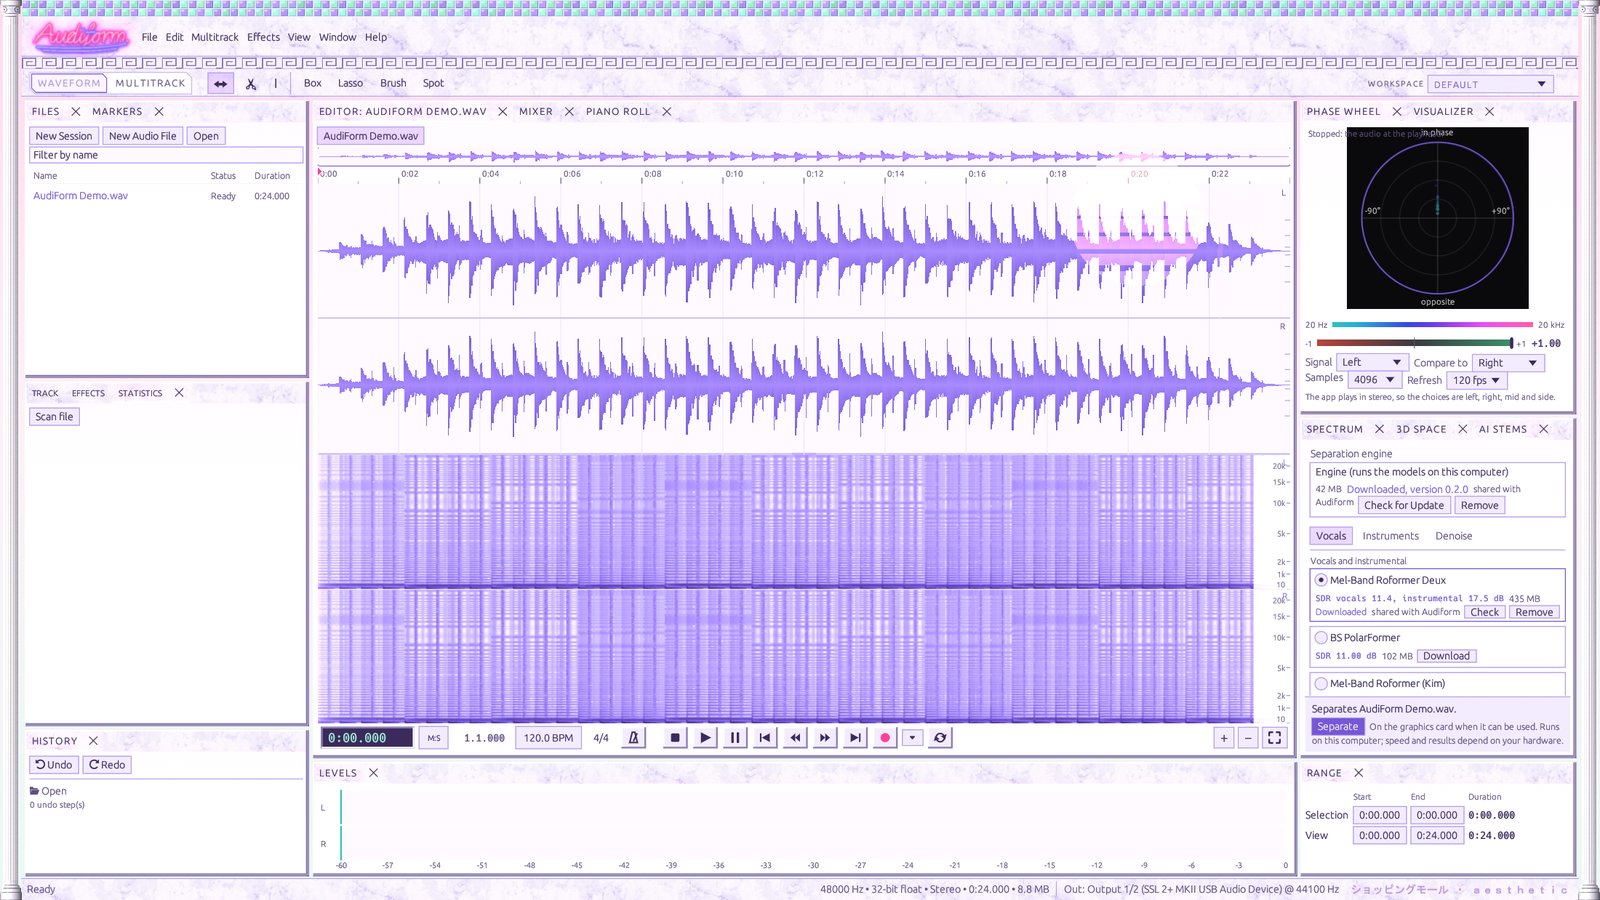 Audiform
File Edit Multitrack Effects View Window Help
WAVEFORM MULTITRACK
Box Lasso Brush Spot
WORKSPACE DEFAULT
FILES MARKERS
New Session New Audio File Open
Filter by name
Name Status Duration
AudiForm Demo.wav Ready 0:24.000
TRACK EFFECTS STATISTICS
Scan file
HISTORY
Undo Redo
Open
0 undo step(s)
EDITOR: AUDIFORM DEMO.WAV MIXER PIANO ROLL
AudiForm Demo.wav
0:00 0:02 0:04 0:06 0:08 0:10 0:12 0:14 0:16 0:18 0:20 0:22
L
R
20k
15k
10k
5k
2k
1k
10
20k
15k
10k
5k
2k
1k
10
0:00.000 M:S 1.1.000 120.0 BPM 4/4
LEVELS
L
R
-60 -57 -54 -51 -48 -45 -42 -39 -36 -33 -30 -27 -24 -21 -18 -15 -12 -9 -6 -3 0
PHASE WHEEL VISUALIZER
Stopped: the audio at the
in phase
-90° +90°
opposite
20 Hz 20 kHz
-1 +1 +1.00
Signal Left Compare to Right
Samples 4096 Refresh 120 fps
The app plays in stereo, so the choices are left, right, mid and side.
SPECTRUM 3D SPACE AI STEMS
Separation engine
Engine (runs the models on this computer)
42 MB Downloaded, version 0.2.0 shared with
Audiform Check for Update Remove
Vocals Instruments Denoise
Vocals and instrumental
Mel-Band Roformer Deux
SDR vocals 11.4, instrumental 17.5 dB 435 MB
Downloaded shared with Audiform Check Remove
BS PolarFormer
SDR 11.00 dB 102 MB Download
Mel-Band Roformer (Kim)
Separates AudiForm Demo.wav.
Separate On the graphics card when it can be used. Runs
on this computer; speed and results depend on your hardware.
RANGE
Start End Duration
Selection 0:00.000 0:00.000 0:00.000
View 0:00.000 0:24.000 0:24.000
Ready
48000 Hz • 32-bit float • Stereo • 0:24.000 • 8.8 MB Out: Output 1/2 (SSL 2+ MKII USB Audio Device) @ 44100 Hz ショッピングモール · aesthetic